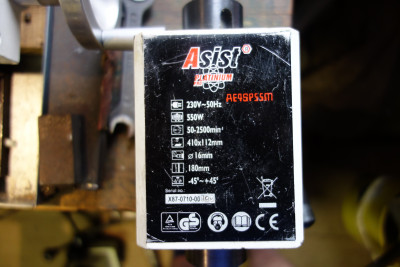 Asist®
PLATINUM
AE9SP55M
230V~50Hz
550W
50-2500min⁻¹
410x112mm
ø 16mm
180mm
-45°~+45°
Serial no.:
X87-0710-00